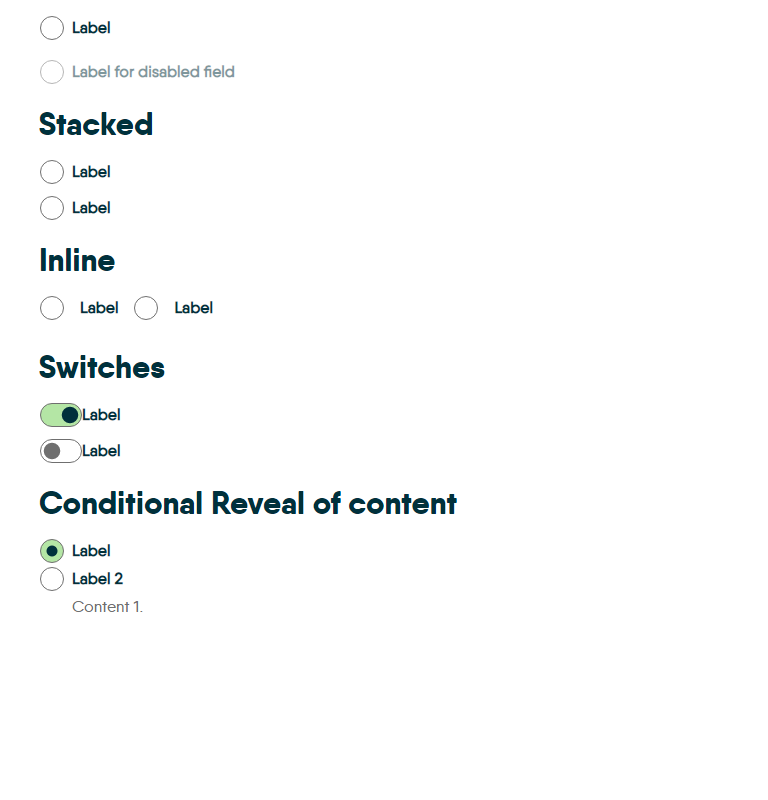 Label
Label for disabled field
Stacked
Label
Label
Inline
Label Label
Switches
Label
Label
Conditional Reveal of content
Label
Label 2
Content 1.